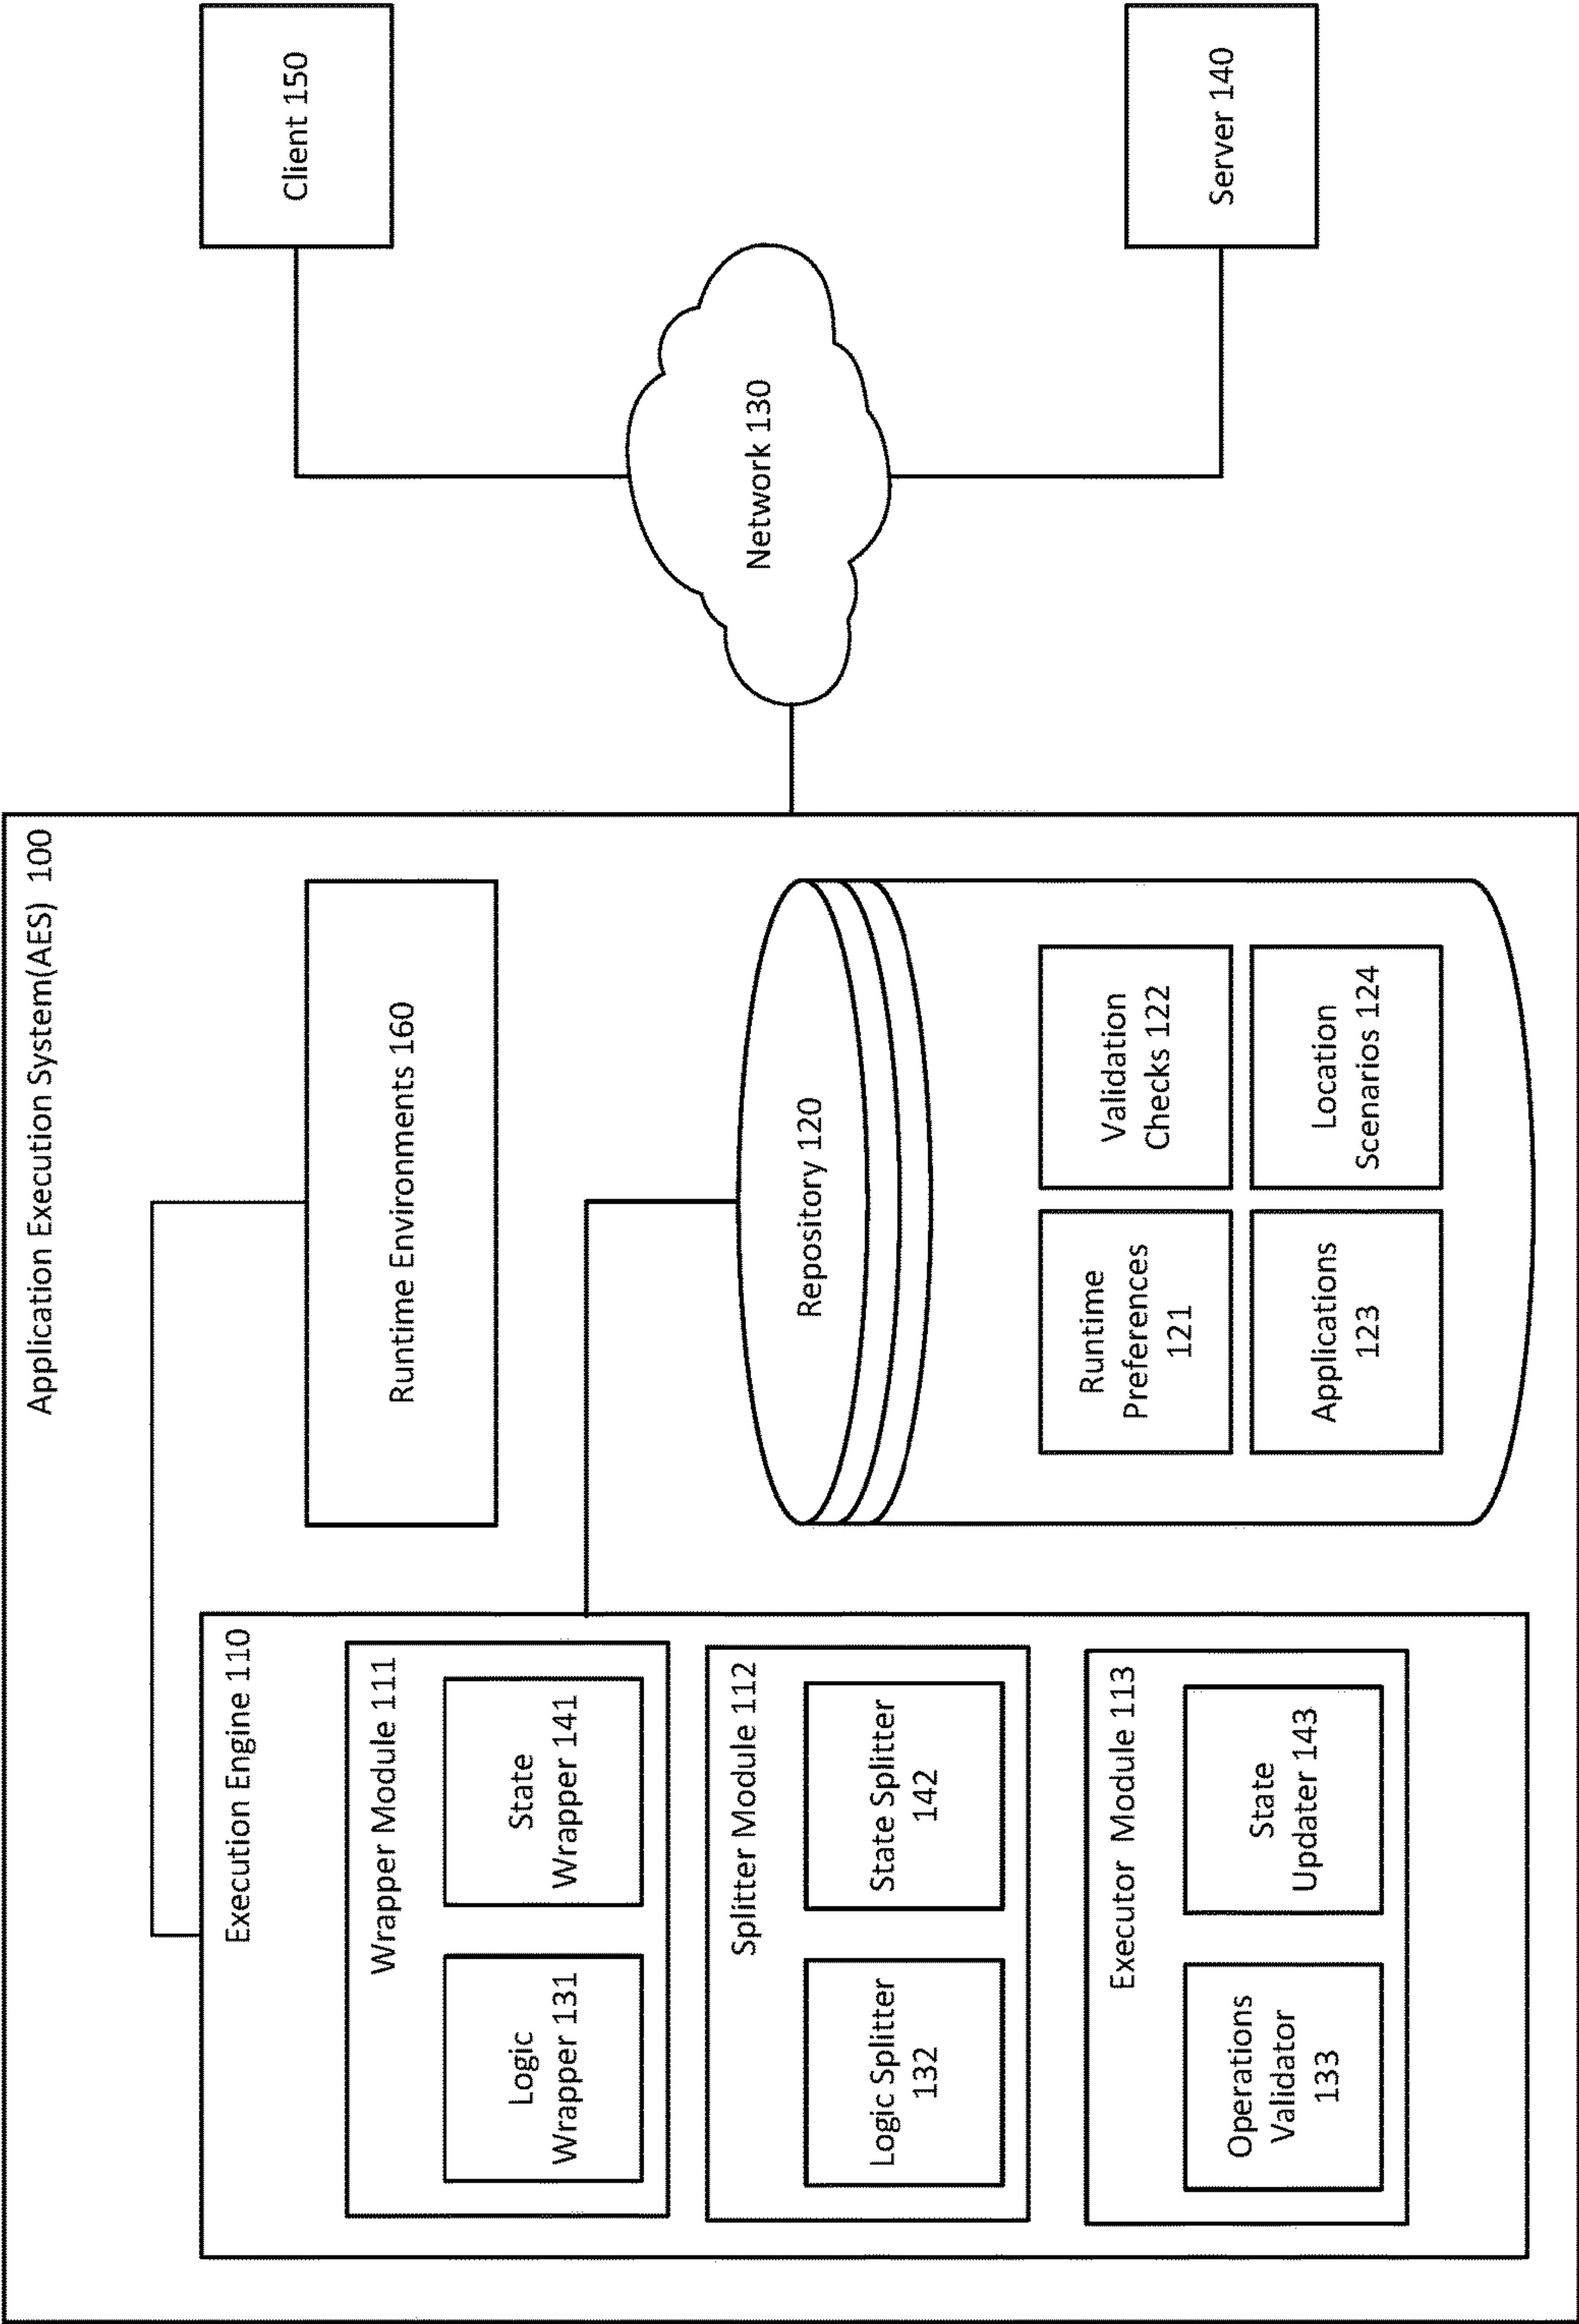 Application Execution System(AES) 100
Execution Engine 110
Wrapper Module 111
Logic
Wrapper 131
State
Wrapper 141
Splitter Module 112
Logic Splitter
132
State Splitter
142
Executor Module 113
Operations
Validator
133
State
Updater 143
Runtime Environments 160
Repository 120
Runtime
Preferences
121
Validation
Checks 122
Applications
123
Location
Scenarios 124
Network 130
Client 150
Server 140